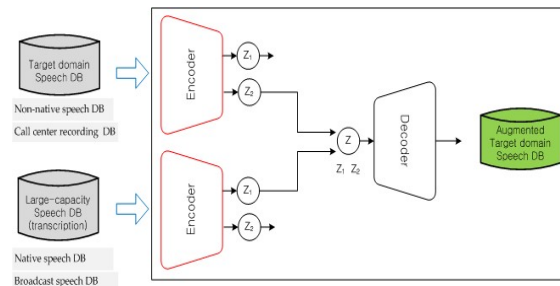 Target domain
Speech DB
Non-native speech DB
Call center recording DB
Encoder
Z₁
Z₂
Large-capacity
Speech DB
(transcription)
Native speech DB
Broadcast speech DB
Encoder
Z₁
Z₂
Z
Z₁ Z₂
Decoder
Augmented
Target domain
Speech DB